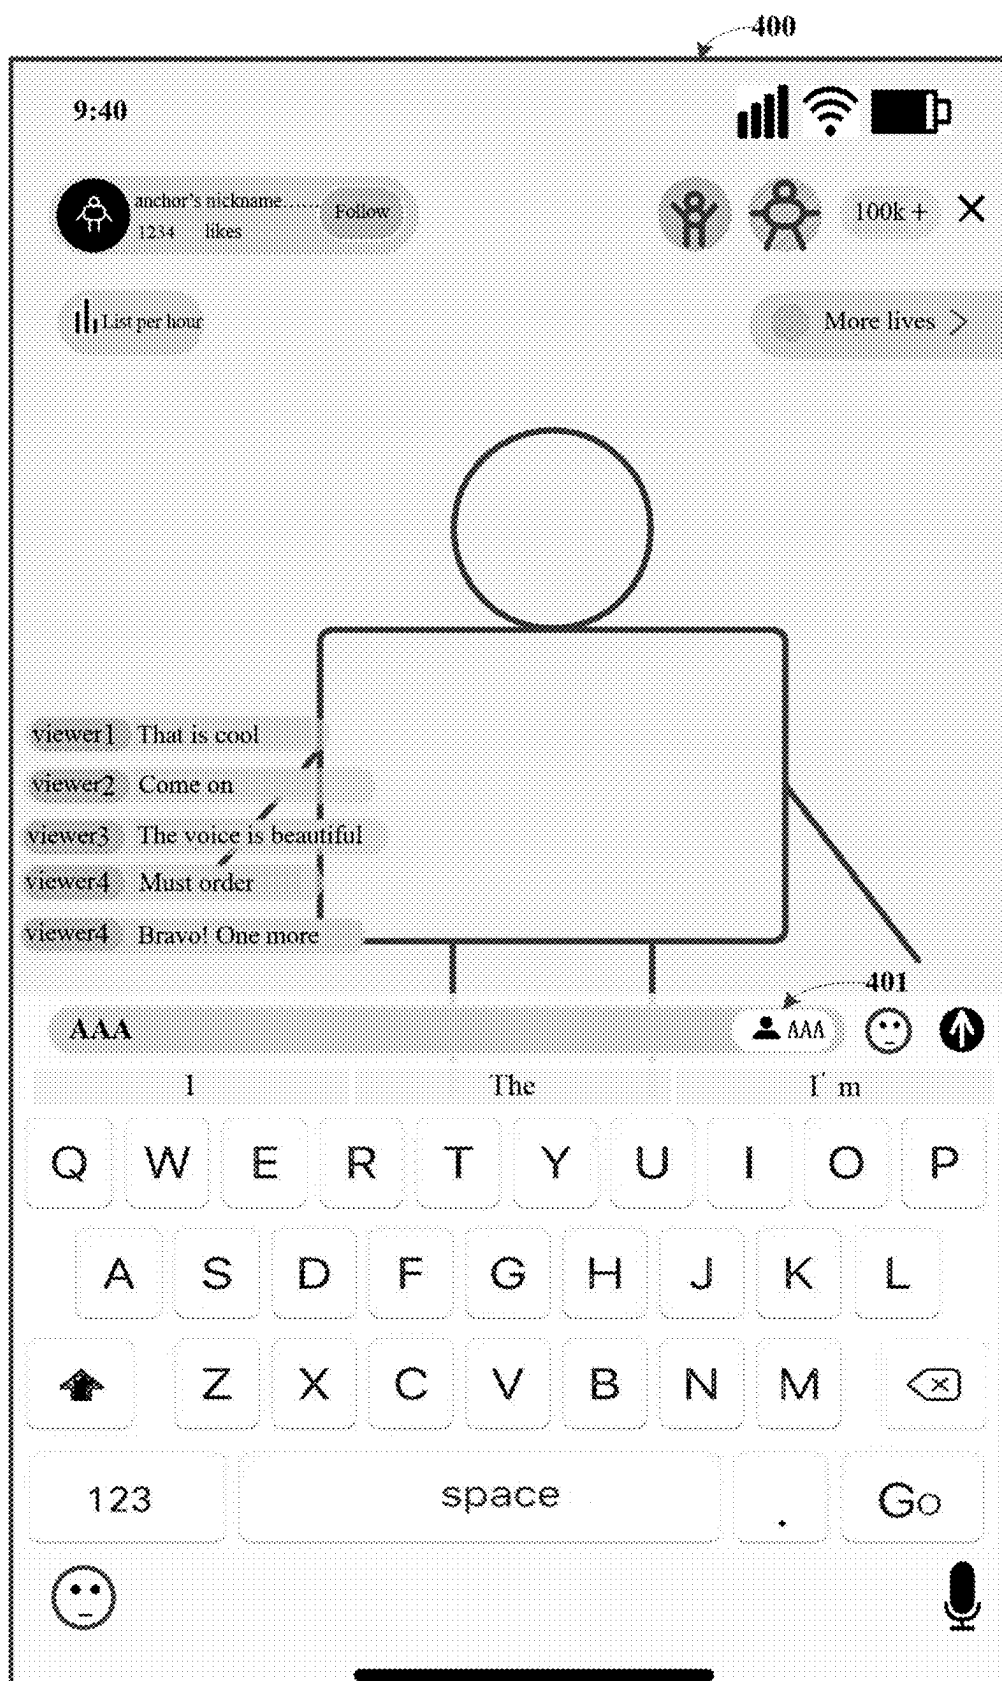 400
9:40
anchor's nickname...... Follow
1234 likes
100k +
List per hour
More lives
viewer1 That is cool
viewer2 Come on
viewer3 The voice is beautiful
viewer4 Must order
viewer4 Bravo! One more
401
AAA
AAA
I The I'm
Q W E R T Y U I O P
A S D F G H J K L
Z X C V B N M
123 space . Go